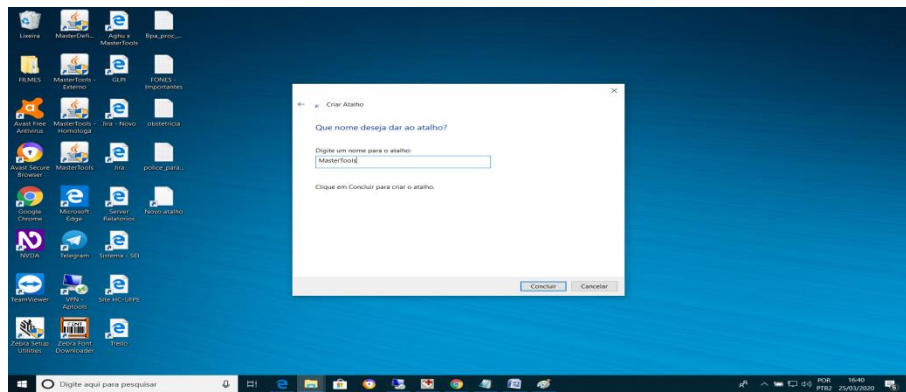 Lixeira
MasterDefi...
Aghu x
MasterTools
Bpa_proc_...
FILMES
MasterTools -
Externo
GLPI
FONES -
Importantes
Avast Free
Antivirus
MasterTools -
Homologa
Jira - Novo
obstetricia
Avast Secure
Browser
MasterTools
Jira
police_para...
Google
Chrome
Microsoft
Edge
Server
Relatorios
Novo atalho
NVDA
Telegram
Sistema - SEI
TeamViewer
VPN -
Aptools
Site HC-UFPE
Zebra Setup
Utilities
Zebra Font
Downloader
Trello
Criar Atalho
Que nome deseja dar ao atalho?
Digite um nome para o atalho:
MasterTools
Clique em Concluir para criar o atalho.
Concluir
Cancelar
Digite aqui para pesquisar
POR
PTB2
16:40
25/03/2020